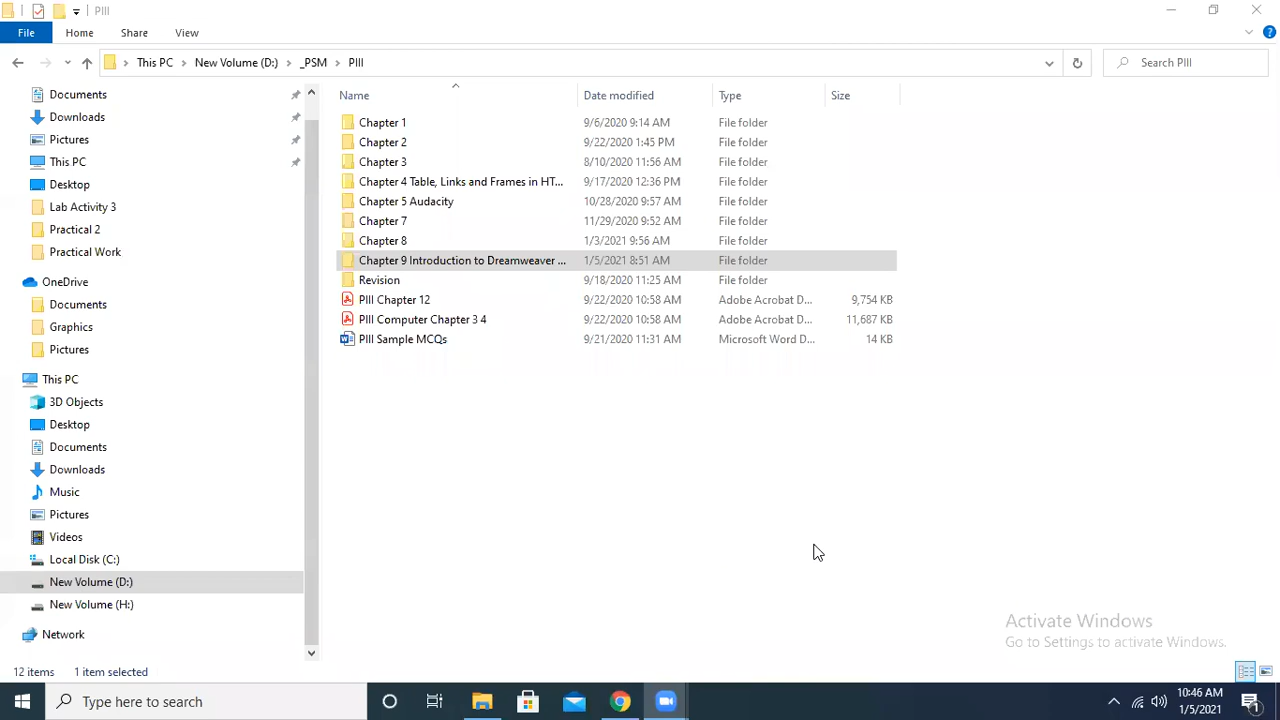 PIII
File Home Share View
This PC New Volume (D:) _PSM PIII Search PIII
Documents
Downloads
Pictures
This PC
Desktop
Lab Activity 3
Practical 2
Practical Work
OneDrive
Documents
Graphics
Pictures
This PC
3D Objects
Desktop
Documents
Downloads
Music
Pictures
Videos
Local Disk (C:)
New Volume (D:)
New Volume (H:)
Network
Name Date modified Type Size
Chapter 1 9/6/2020 9:14 AM File folder
Chapter 2 9/22/2020 1:45 PM File folder
Chapter 3 8/10/2020 11:56 AM File folder
Chapter 4 Table, Links and Frames in HT... 9/17/2020 12:36 PM File folder
Chapter 5 Audacity 10/28/2020 9:57 AM File folder
Chapter 7 11/29/2020 9:52 AM File folder
Chapter 8 1/3/2021 9:56 AM File folder
Chapter 9 Introduction to Dreamweaver ... 1/5/2021 8:51 AM File folder
Revision 9/18/2020 11:25 AM File folder
PIII Chapter 12 9/22/2020 10:58 AM Adobe Acrobat D... 9,754 KB
PIII Computer Chapter 3 4 9/22/2020 10:58 AM Adobe Acrobat D... 11,687 KB
PIII Sample MCQs 9/21/2020 11:31 AM Microsoft Word D... 14 KB
Activate Windows
Go to Settings to activate Windows.
12 items 1 item selected
Type here to search
10:46 AM
1/5/2021
1